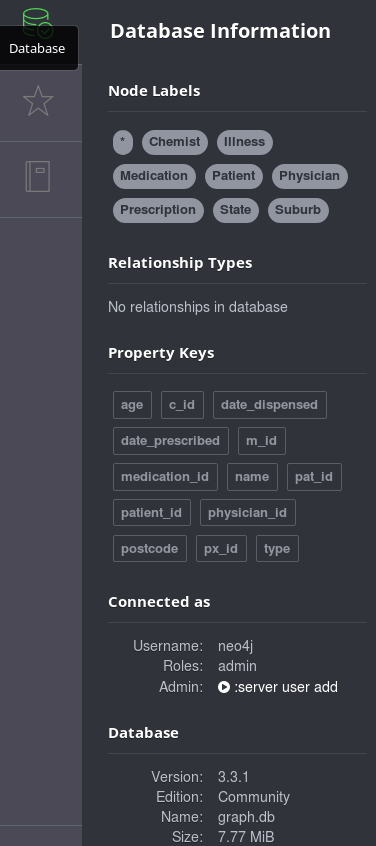 Database
Database Information
Node Labels
* Chemist Illness
Medication Patient Physician
Prescription State Suburb
Relationship Types
No relationships in database
Property Keys
age c_id date_dispensed
date_prescribed m_id
medication_id name pat_id
patient_id physician_id
postcode px_id type
Connected as
Username: neo4j
Roles: admin
Admin: :server user add
Database
Version: 3.3.1
Edition: Community
Name: graph.db
Size: 7.77 MiB